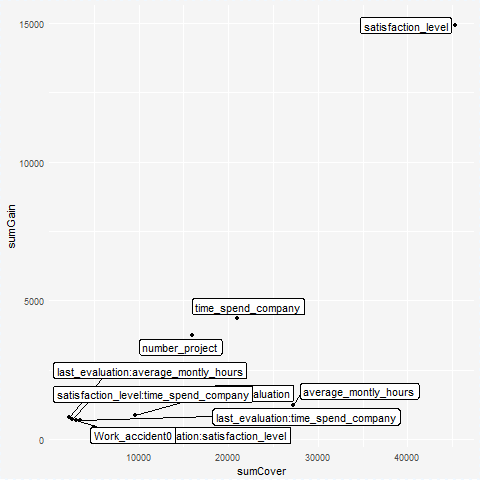 15000
satisfaction_level
10000
sumGain
5000
time_spend_company
number_project
last_evaluation:average_montly_hours
satisfaction_level:time_spend_company
aluation
average_montly_hours
last_evaluation:time_spend_company
Work_accident0
ation:satisfaction_level
0
10000
20000
30000
40000
sumCover